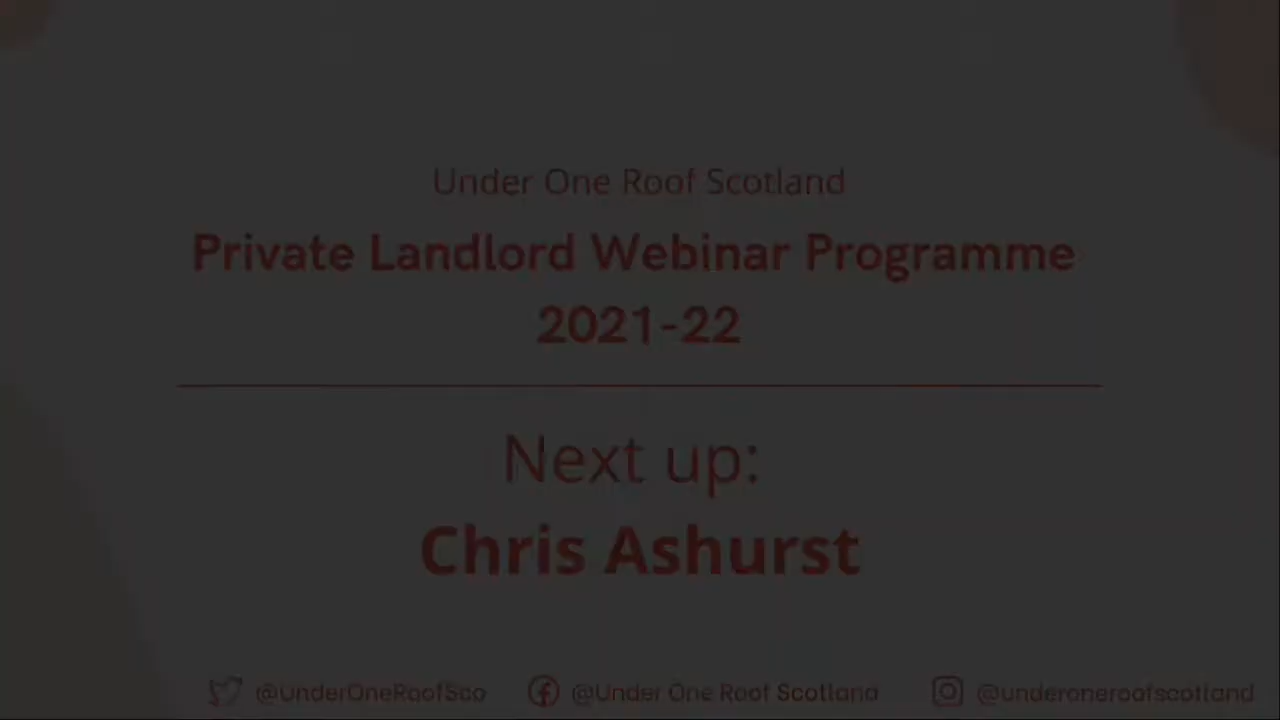 Under One Roof Scotland
Private Landlord Webinar Programme
2021-22
Next up:
Chris Ashurst
@UnderOneRoofSco @Under One Roof Scotland @underoneroofscotland